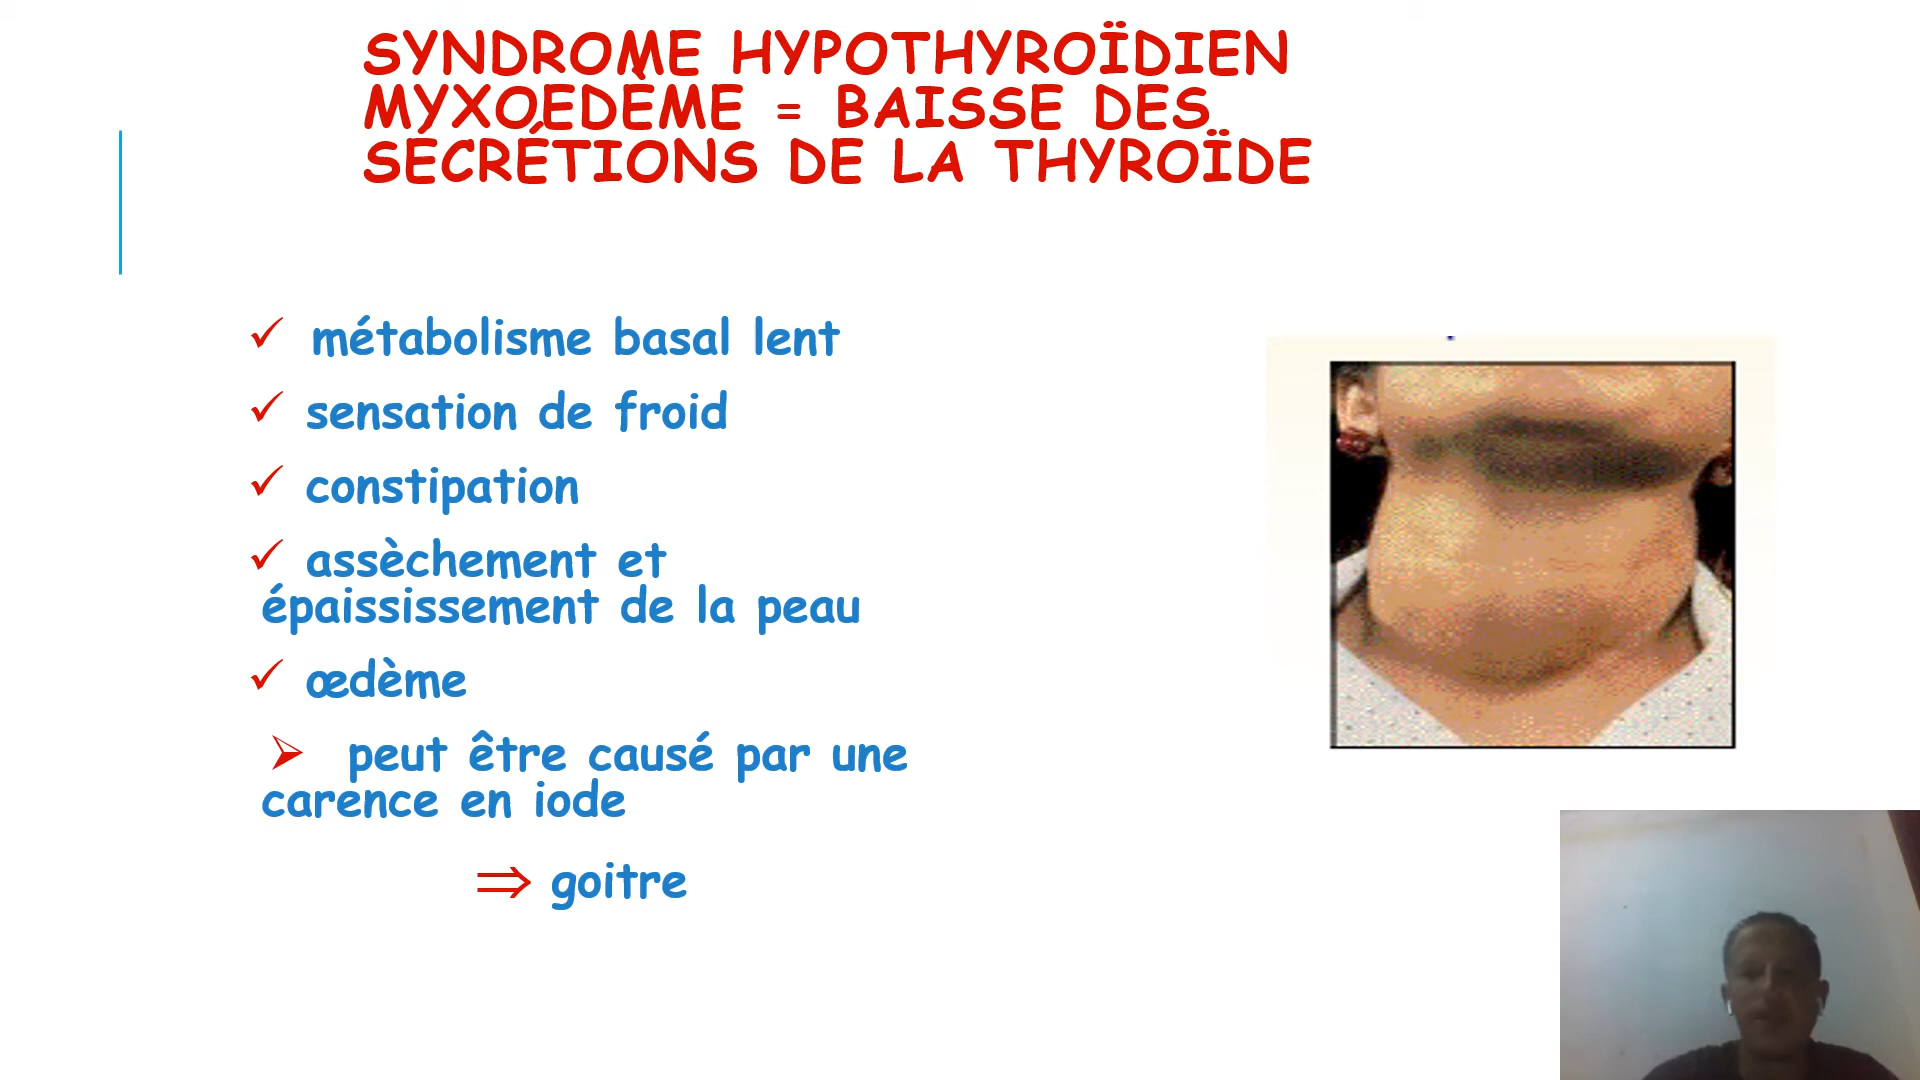 SYNDROME HYPOTHYROÏDIEN
MYXOEDÈME = BAISSE DES
SÉCRÉTIONS DE LA THYROÏDE
✓ métabolisme basal lent
✓ sensation de froid
✓ constipation
✓ assèchement et
épaississement de la peau
✓ œdème
➢ peut être causé par une
carence en iode
⇒ goitre